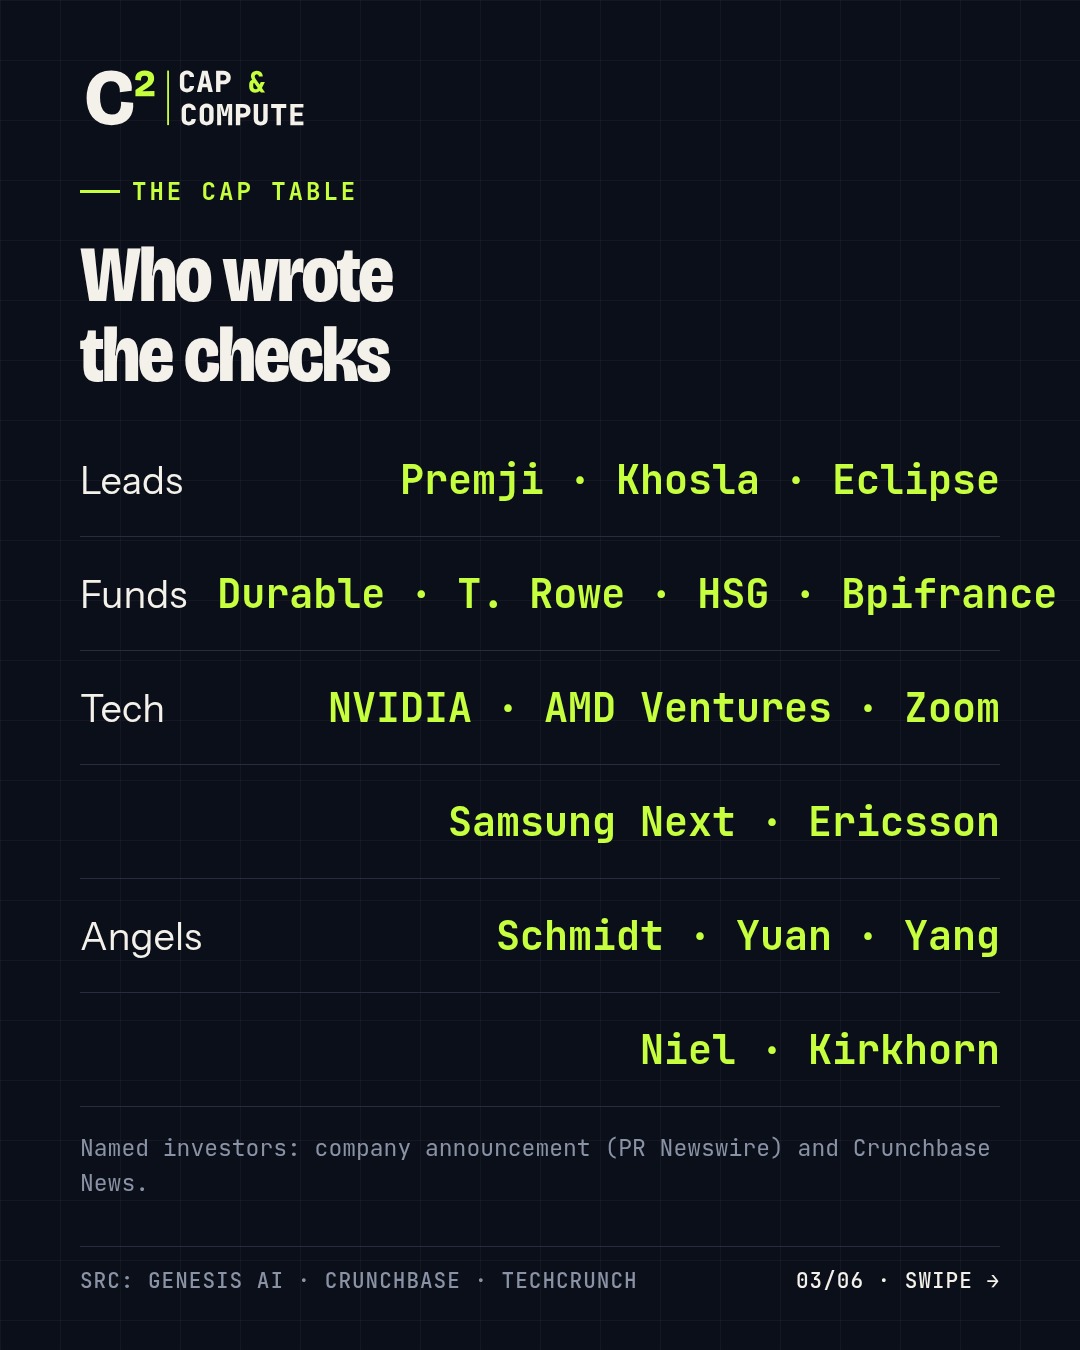 C² CAP &
COMPUTE
THE CAP TABLE
Who wrote
the checks
Leads Premji · Khosla · Eclipse
Funds Durable · T. Rowe · HSG · Bpifrance
Tech NVIDIA · AMD Ventures · Zoom
Samsung Next · Ericsson
Angels Schmidt · Yuan · Yang
Niel · Kirkhorn
Named investors: company announcement (PR Newswire) and Crunchbase
News.
SRC: GENESIS AI · CRUNCHBASE · TECHCRUNCH 03/06 · SWIPE →